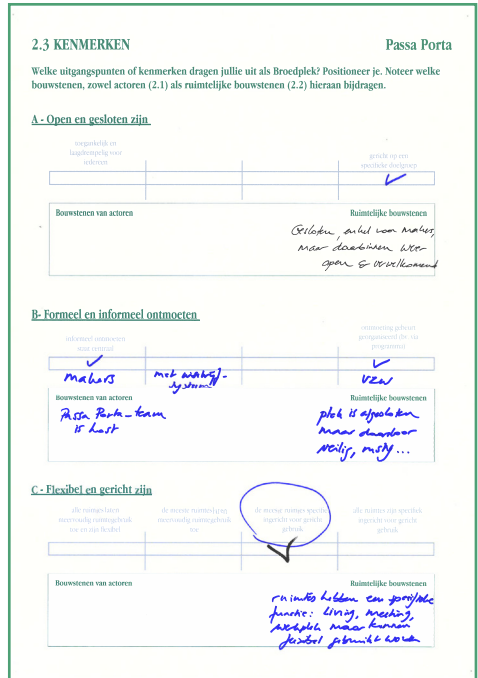 2.3 KENMERKEN
Passa Porta
Welke uitgangspunten of kenmerken dragen jullie uit als Broedplek? Positioneer je. Noteer welke
bouwstenen, zowel actoren (2.1) als ruimtelijke bouwstenen (2.2) hieraan bijdragen.
A - Open en gesloten zijn
toegankelijk en
laagdrempelig voor
iedereen
gericht op een
specifieke doelgroep
Bouwstenen van actoren
Ruimtelijke bouwstenen
Gesloten, enkel voor makers,
maar daarbinnen weer
open & verwelkomend
B- Formeel en informeel ontmoeten
informeel ontmoeten
staat centraal
ontmoeting gebeurt
georganiseerd (bv. via
programma)
makers
met
systeem
vzw
Bouwstenen van actoren
Ruimtelijke bouwstenen
Passa Porta-team
is host
plek is afgesloten
maar daardoor
veilig, rustig...
C - Flexibel en gericht zijn
alle ruimtes laten
meervoudig ruimtegebruik
toe en zijn flexibel
de meeste ruimtes laten
meervoudig ruimtegebruik
toe
de meeste ruimtes specifiek
ingericht voor gericht
gebruik
alle ruimtes zijn specifiek
ingericht voor gericht
gebruik
Bouwstenen van actoren
Ruimtelijke bouwstenen
ruimtes hebben een specifieke
functie: living, meeting,
werkplek maar kunnen
flexibel gebruikt worden